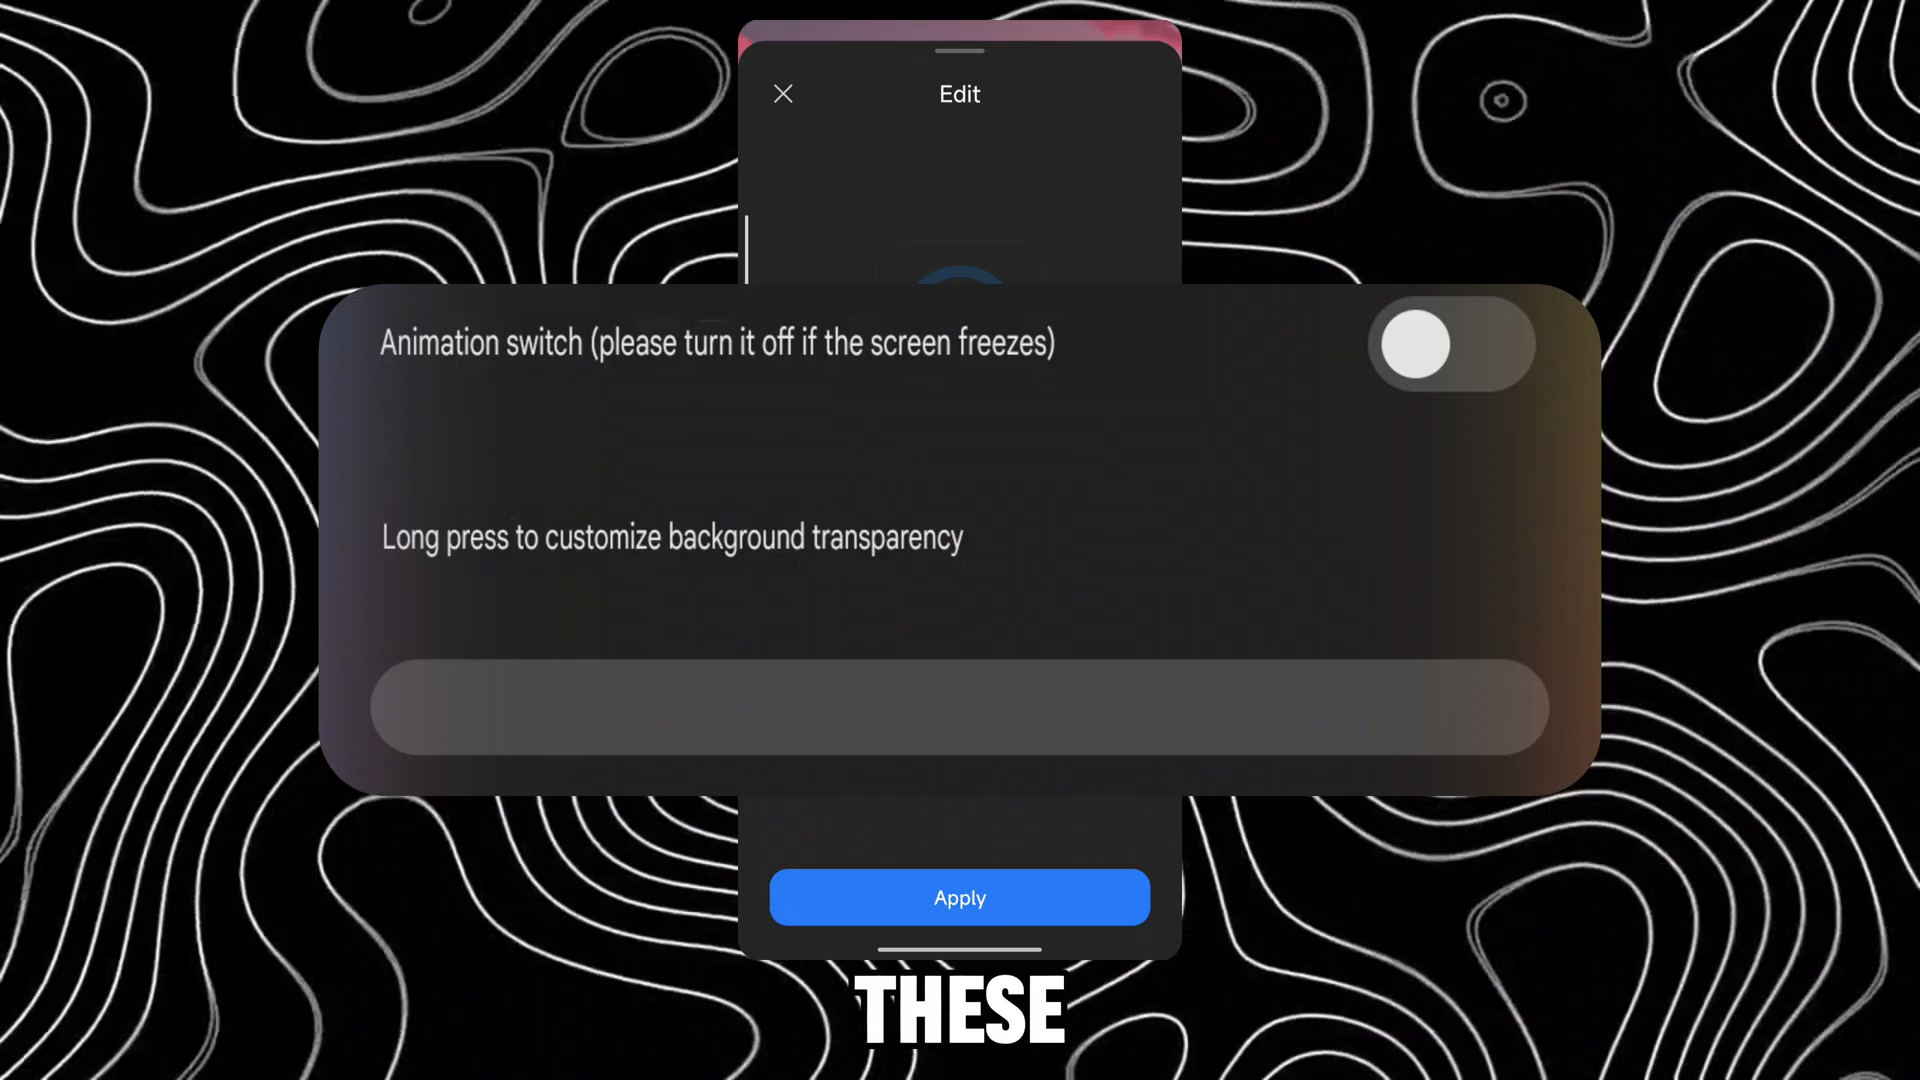 Edit
Animation switch (please turn it off if the screen freezes)
Long press to customize background transparency
Apply
THESE